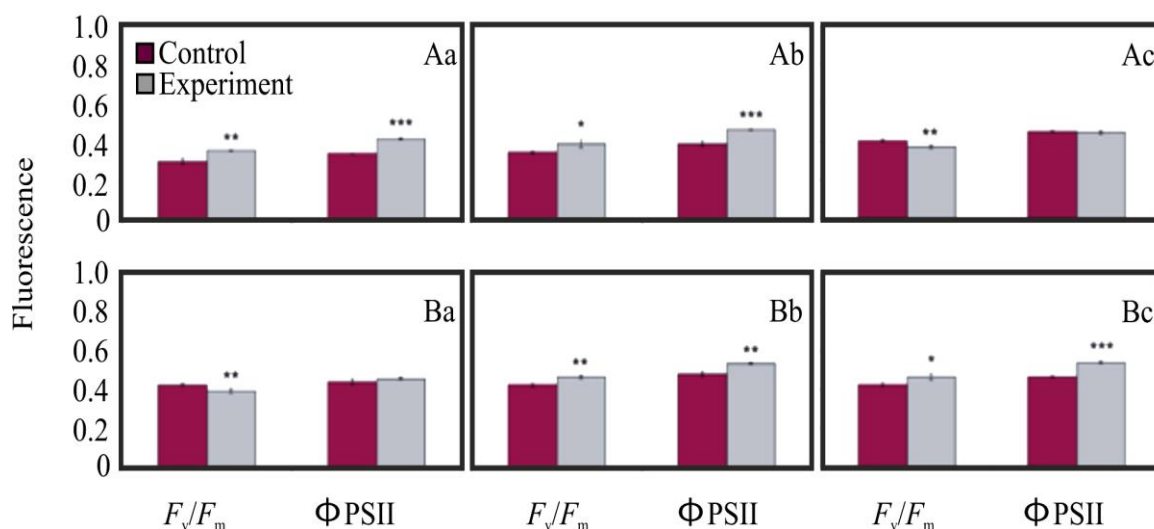 Fluorescence
1.0
0.8
0.6
0.4
0.2
0
Control
Experiment
Aa
**
***
Ab
*
***
Ac
**
1.0
0.8
0.6
0.4
0.2
0
Ba
**
Bb
**
**
Bc
*
***
Fv/Fm
ΦPSII
Fv/Fm
ΦPSII
Fv/Fm
ΦPSII